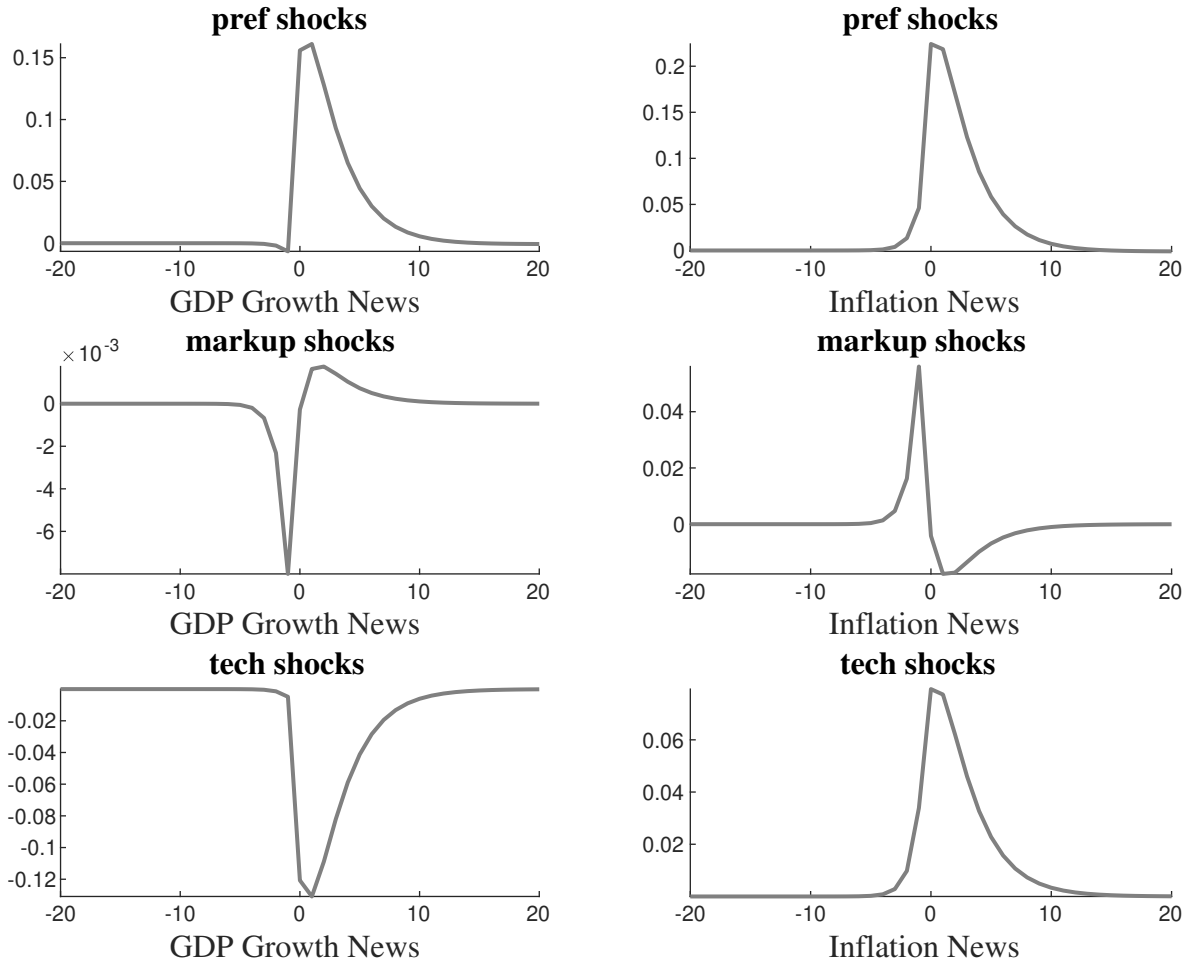 pref shocks
0.15
0.1
0.05
0
-20 -10 0 10 20
GDP Growth News
pref shocks
0.2
0.15
0.1
0.05
0
-20 -10 0 10 20
Inflation News
markup shocks
× 10^-3
0
-2
-4
-6
-20 -10 0 10 20
GDP Growth News
markup shocks
0.04
0.02
0
-20 -10 0 10 20
Inflation News
tech shocks
-0.02
-0.04
-0.06
-0.08
-0.1
-0.12
-20 -10 0 10 20
GDP Growth News
tech shocks
0.06
0.04
0.02
-20 -10 0 10 20
Inflation News